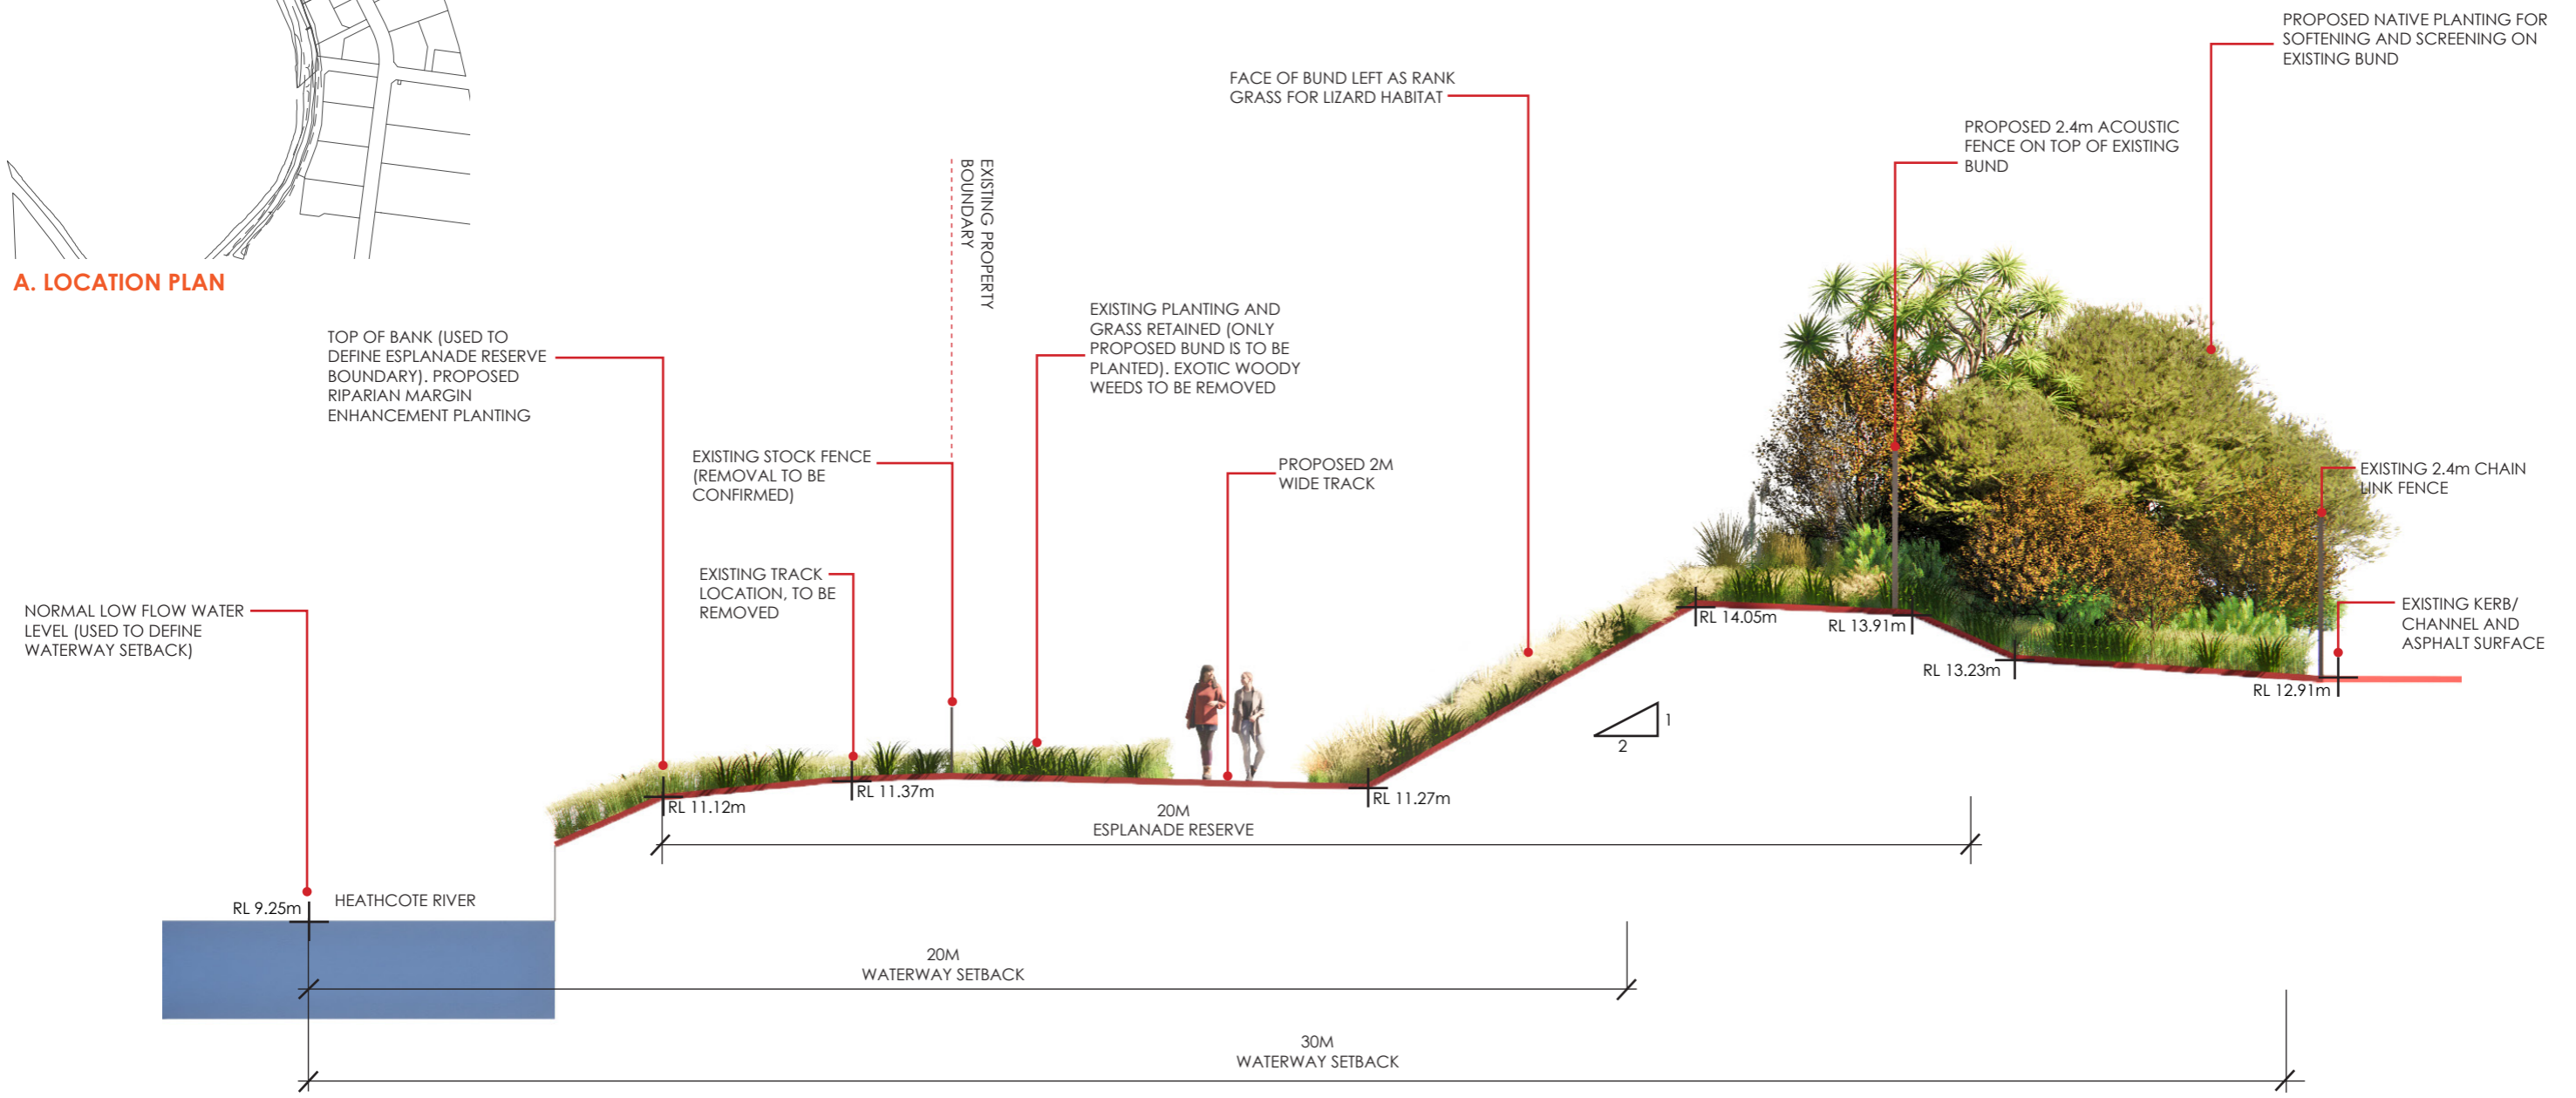 A. LOCATION PLAN
PROPOSED NATIVE PLANTING FOR
SOFTENING AND SCREENING ON
EXISTING BUND
FACE OF BUND LEFT AS RANK
GRASS FOR LIZARD HABITAT
PROPOSED 2.4m ACOUSTIC
FENCE ON TOP OF EXISTING
BUND
EXISTING PROPERTY
BOUNDARY
TOP OF BANK (USED TO
DEFINE ESPLANADE RESERVE
BOUNDARY). PROPOSED
RIPARIAN MARGIN
ENHANCEMENT PLANTING
EXISTING PLANTING AND
GRASS RETAINED (ONLY
PROPOSED BUND IS TO BE
PLANTED). EXOTIC WOODY
WEEDS TO BE REMOVED
EXISTING STOCK FENCE
(REMOVAL TO BE
CONFIRMED)
PROPOSED 2M
WIDE TRACK
EXISTING 2.4m CHAIN
LINK FENCE
EXISTING TRACK
LOCATION, TO BE
REMOVED
NORMAL LOW FLOW WATER
LEVEL (USED TO DEFINE
WATERWAY SETBACK)
EXISTING KERB/
CHANNEL AND
ASPHALT SURFACE
RL 9.25m
HEATHCOTE RIVER
RL 11.12m
RL 11.37m
RL 11.27m
RL 14.05m
RL 13.91m
RL 13.23m
RL 12.91m
1
2
20M
ESPLANADE RESERVE
20M
WATERWAY SETBACK
30M
WATERWAY SETBACK